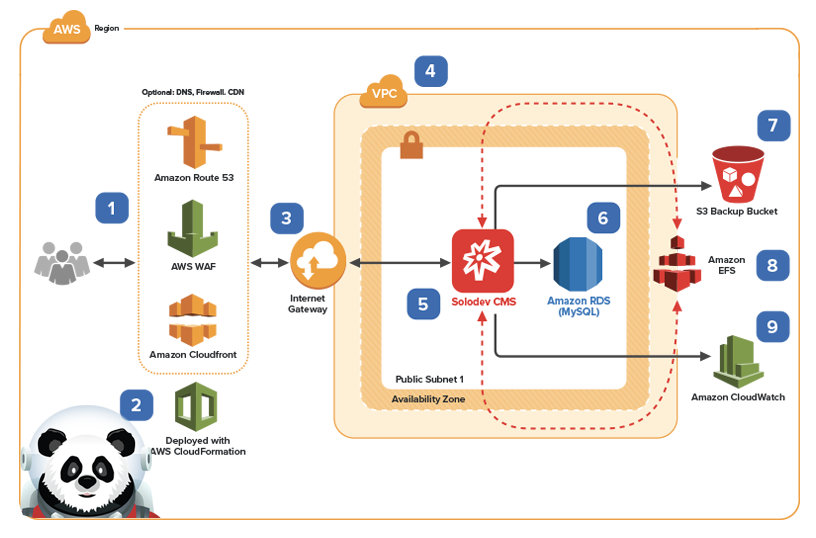 AWS
Region
Optional: DNS, Firewall. CDN
Amazon Route 53
AWS WAF
Amazon Cloudfront
1
2
Deployed with
AWS CloudFormation
3
Internet
Gateway
4
VPC
5
Solodev CMS
6
Amazon RDS
(MySQL)
Public Subnet 1
Availability Zone
7
S3 Backup Bucket
Amazon
EFS
8
9
Amazon CloudWatch